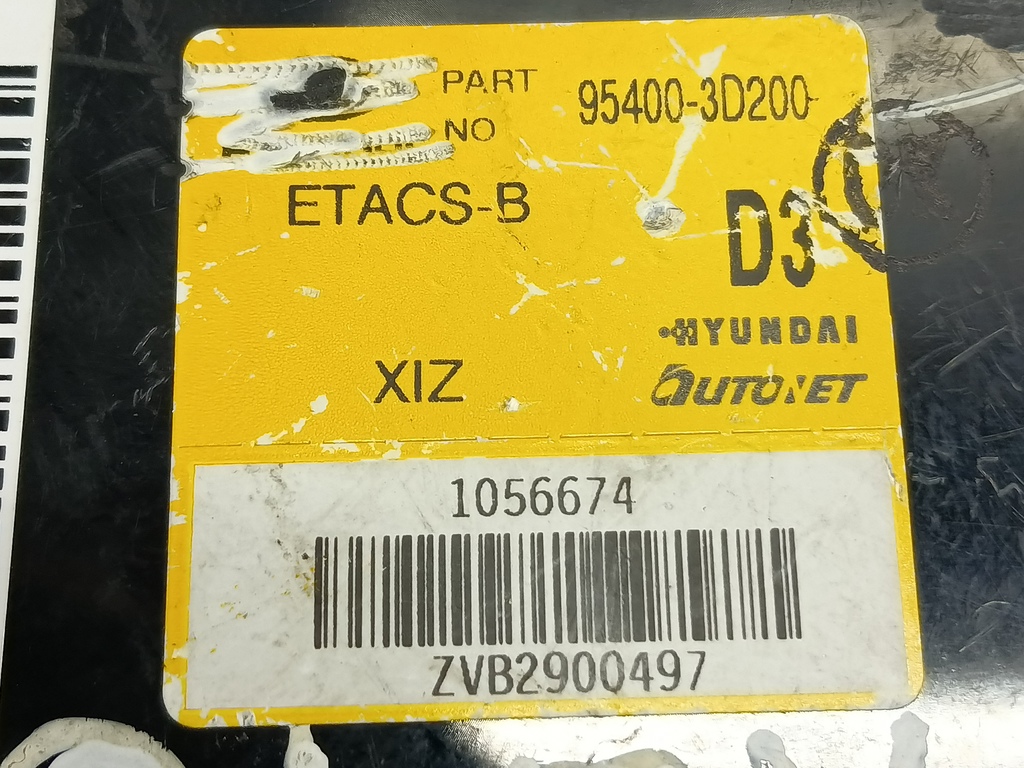 PART NO 95400-3D200
ETACS-B
D3
HYUNDAI
AUTONET
XIZ
1056674
ZVB2900497